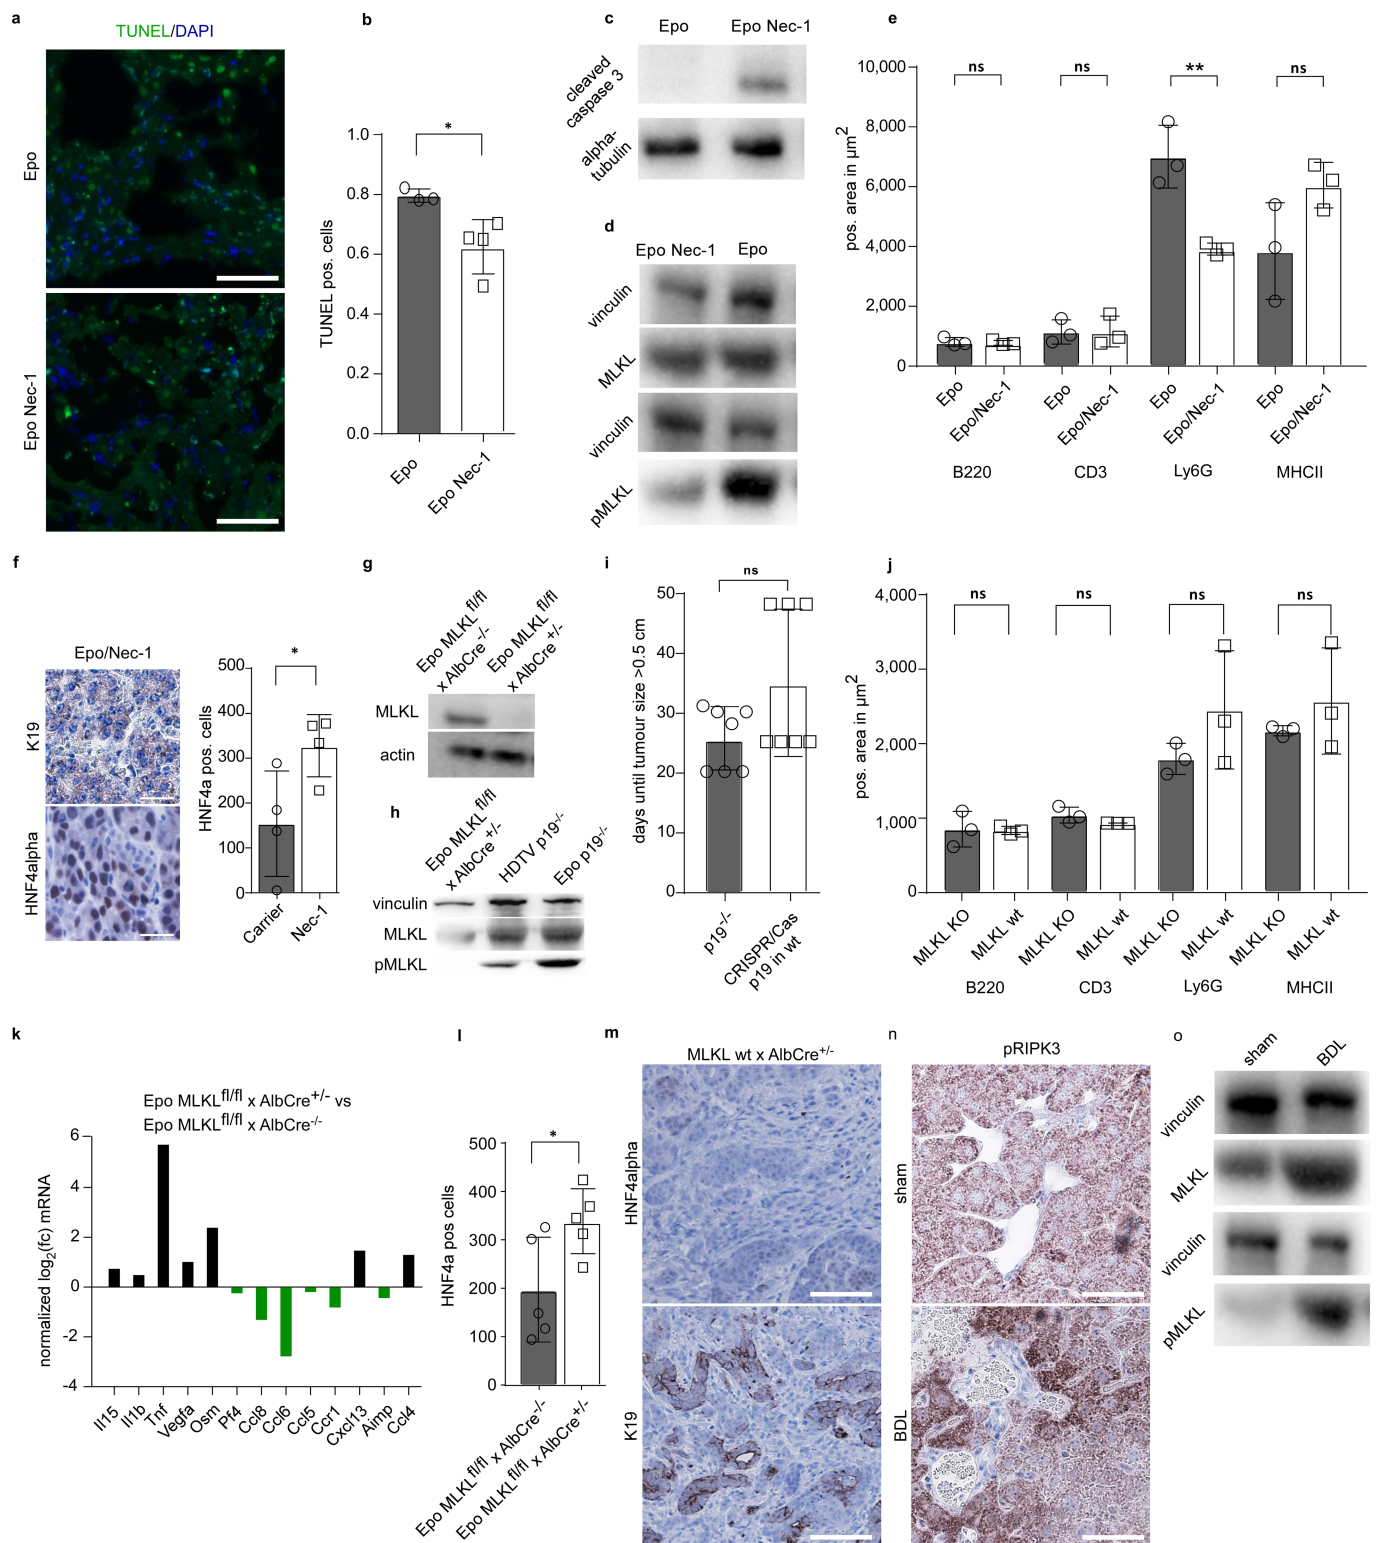 a
TUNEL/DAPI
Epo
Epo Nec-1
b
TUNEL pos. cells
1.0
0.8
0.6
0.4
0.2
0.0
*
Epo
Epo Nec-1
c
Epo
Epo Nec-1
cleaved
caspase 3
alpha-
tubulin
d
Epo Nec-1
Epo
vinculin
MLKL
vinculin
pMLKL
e
pos. area in µm²
10,000
8,000
6,000
4,000
2,000
0
ns
ns
**
ns
Epo
Epo/Nec-1
Epo
Epo/Nec-1
Epo
Epo/Nec-1
Epo
Epo/Nec-1
B220
CD3
Ly6G
MHCII
f
Epo/Nec-1
K19
HNF4alpha
HNF4a pos. cells
500
400
300
200
100
0
*
Carrier
Nec-1
g
Epo MLKL fl/fl
x AlbCre -/-
Epo MLKL fl/fl
x AlbCre +/-
MLKL
actin
h
Epo MLKL fl/fl
x AlbCre +/-
HDTV p19-/-
Epo p19-/-
vinculin
MLKL
pMLKL
i
days until tumour size >0.5 cm
50
40
30
20
10
0
ns
p19-/-
CRISPR/Cas
p19 in wt
j
pos. area in µm²
4,000
3,000
2,000
1,000
0
ns
ns
ns
ns
MLKL KO
MLKL wt
MLKL KO
MLKL wt
MLKL KO
MLKL wt
MLKL KO
MLKL wt
B220
CD3
Ly6G
MHCII
k
Epo MLKL fl/fl x AlbCre+/- vs
Epo MLKL fl/fl x AlbCre-/-
normalized log2(fc) mRNA
6
4
2
0
-2
-4
Il15
Il1b
Tnf
Vegfa
Osm
Pf4
Ccl8
Ccl6
Ccl5
Ccr1
Cxcl13
Aimp
Ccl4
l
HNF4a pos cells
500
400
300
200
100
0
*
Epo MLKL fl/fl x AlbCre-/-
Epo MLKL fl/fl x AlbCre+/-
m
MLKL wt x AlbCre+/-
HNF4alpha
K19
n
pRIPK3
sham
BDL
o
sham
BDL
vinculin
MLKL
vinculin
pMLKL